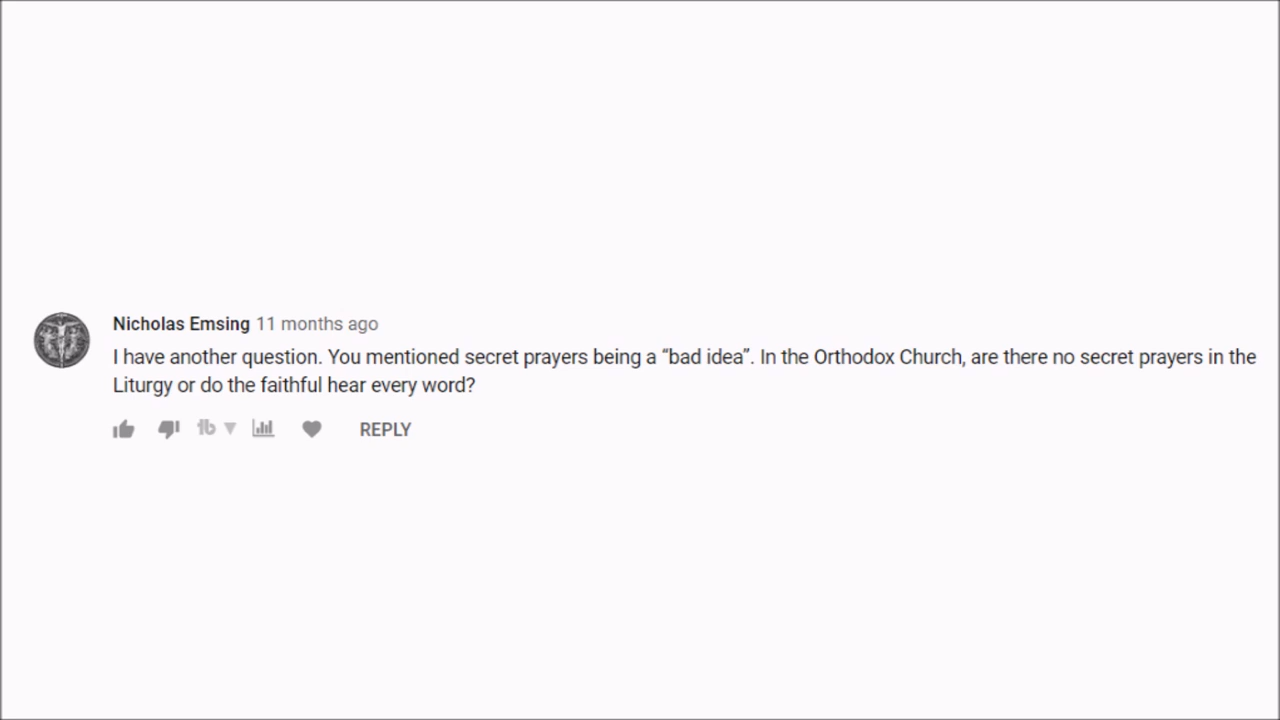 Nicholas Emsing 11 months ago
I have another question. You mentioned secret prayers being a “bad idea”. In the Orthodox Church, are there no secret prayers in the
Liturgy or do the faithful hear every word?
REPLY